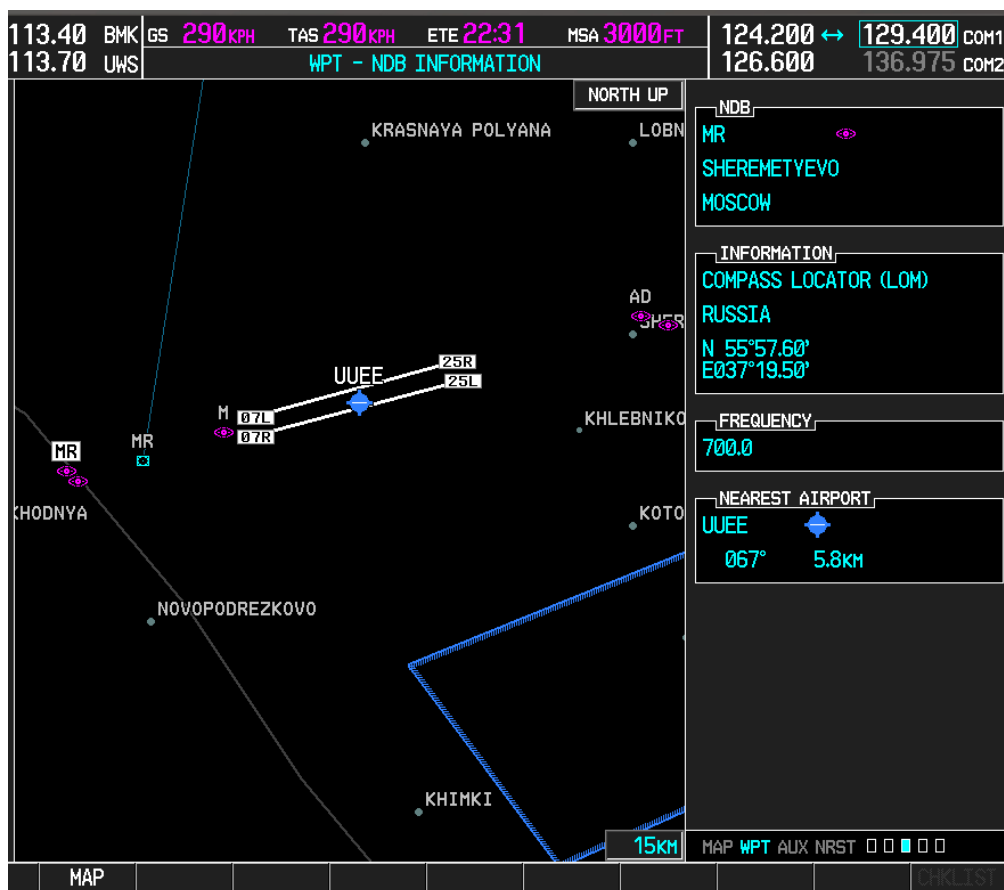 113.40 BMK GS 290KPH TAS 290KPH ETE 22:31 MSA 3000FT 124.200 ↔ 129.400 COM1
113.70 UWS WPT - NDB INFORMATION 126.600 136.975 COM2
NORTH UP
KRASNAYA POLYANA
LOBN
AD
SHER
25R
25L
UUEE
M
07L
07R
KHLEBNIKO
MR
MR
KHODNYA
KOTO
NOVOPODREZKOVO
KHIMKI
15KM
NDB
MR
SHEREMETYEVO
MOSCOW
INFORMATION
COMPASS LOCATOR (LOM)
RUSSIA
N 55°57.60'
E037°19.50'
FREQUENCY
700.0
NEAREST AIRPORT
UUEE
067° 5.8KM
MAP WPT AUX NRST
MAP
CHKLIST